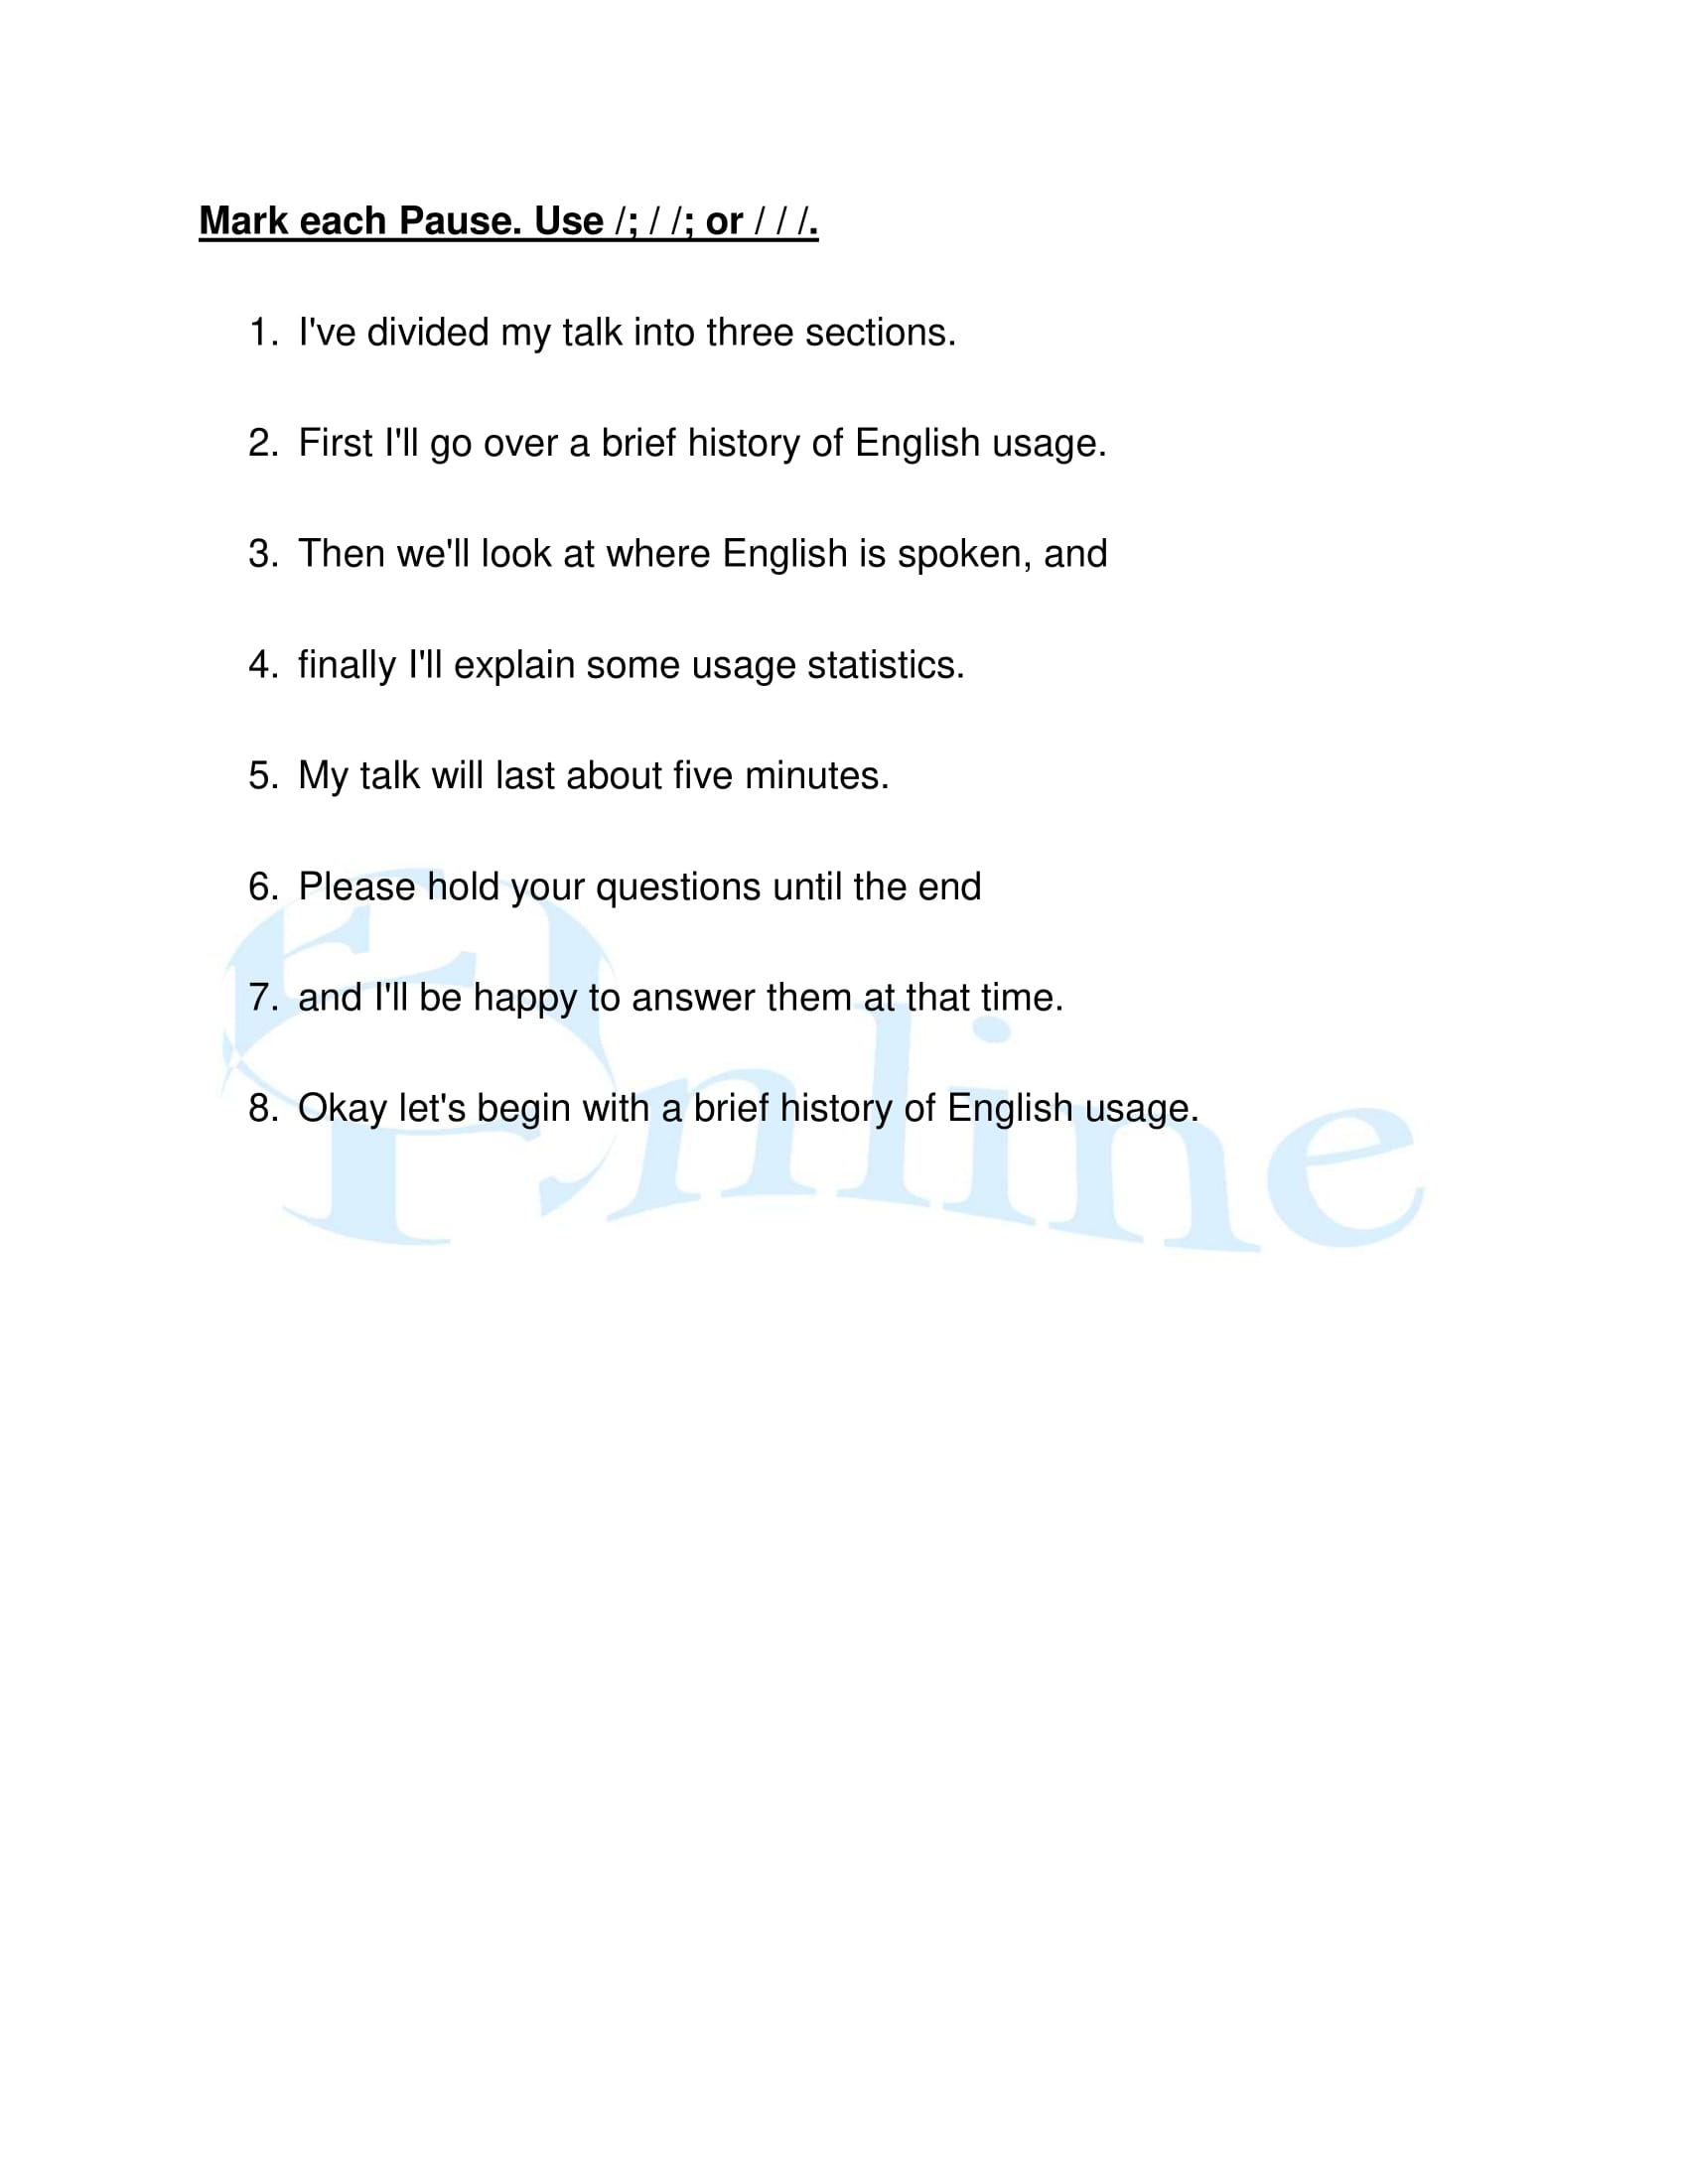 Mark each Pause. Use /; / /; or / / /.
1. I've divided my talk into three sections.
2. First I'll go over a brief history of English usage.
3. Then we'll look at where English is spoken, and
4. finally I'll explain some usage statistics.
5. My talk will last about five minutes.
6. Please hold your questions until the end
7. and I'll be happy to answer them at that time.
8. Okay let's begin with a brief history of English usage.
nline